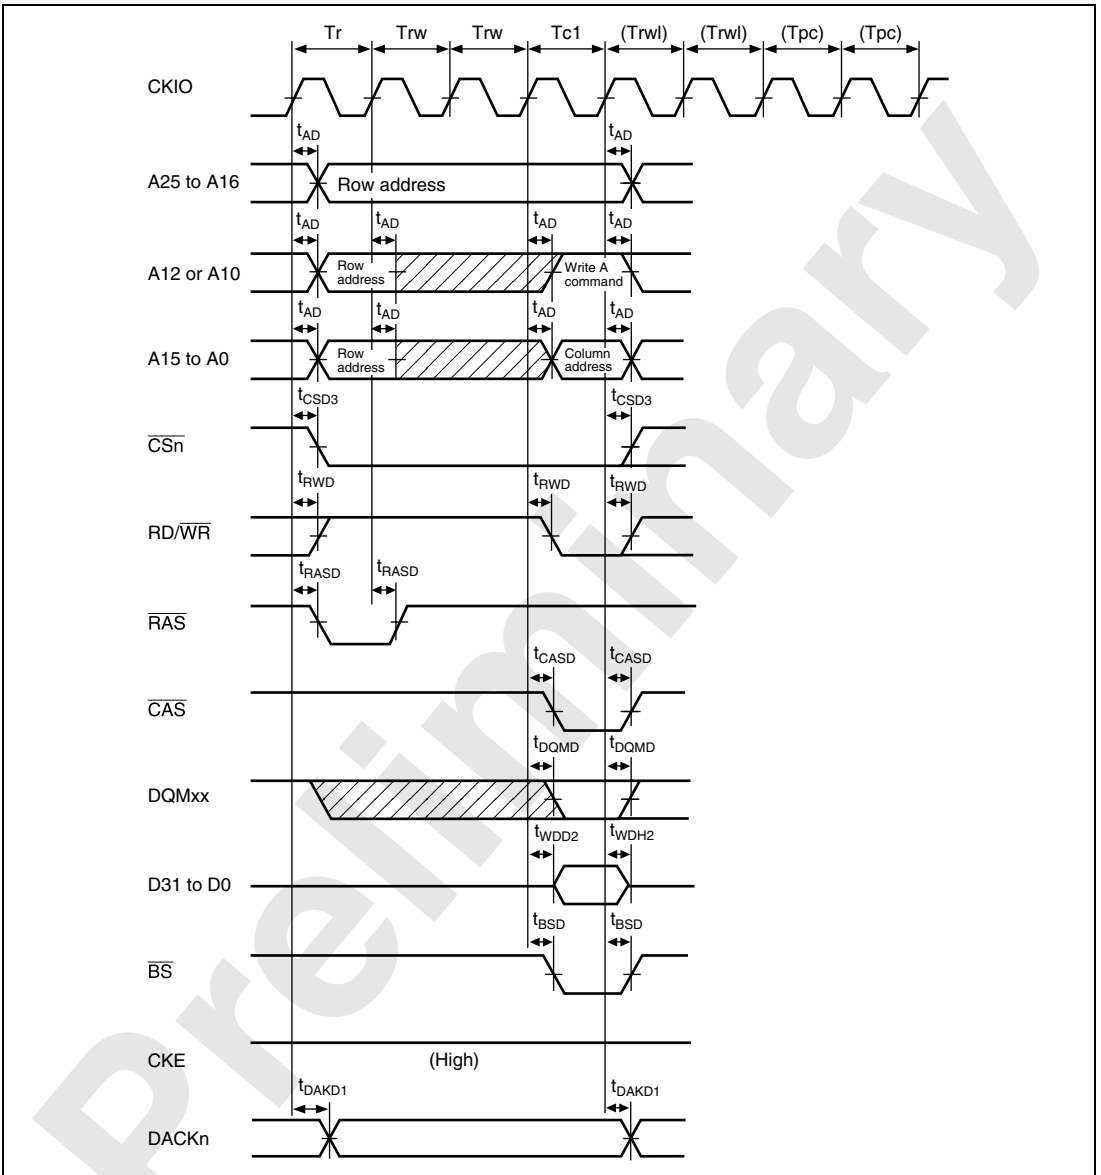 Tr Trw Trw Tc1 (Trwl) (Trwl) (Tpc) (Tpc)
CKIO
tAD tAD
A25 to A16 Row address
tAD tAD tAD tAD
A12 or A10 Row address Write A command
tAD tAD tAD tAD
A15 to A0 Row address Column address
tCSD3 tCSD3
CSn
tRWD tRWD tRWD
RD/WR
tRASD tRASD
RAS
tCASD tCASD
CAS
tDQMD tDQMD
DQMxx
tWDD2 tWDH2
D31 to D0
tBSD tBSD
BS
CKE (High)
tDAKD1 tDAKD1
DACKn
Preliminary